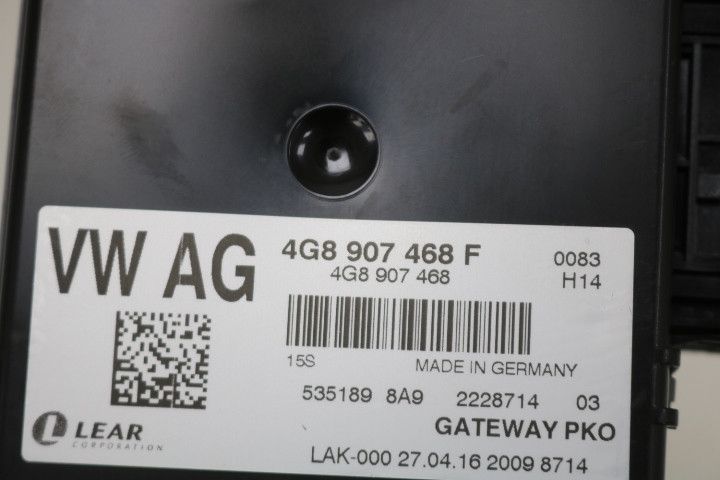 VW AG
4G8 907 468 F
4G8 907 468
0083
H14
15S MADE IN GERMANY
535189 8A9 2228714 03
GATEWAY PKO
LEAR
CORPORATION
LAK-000 27.04.16 2009 8714